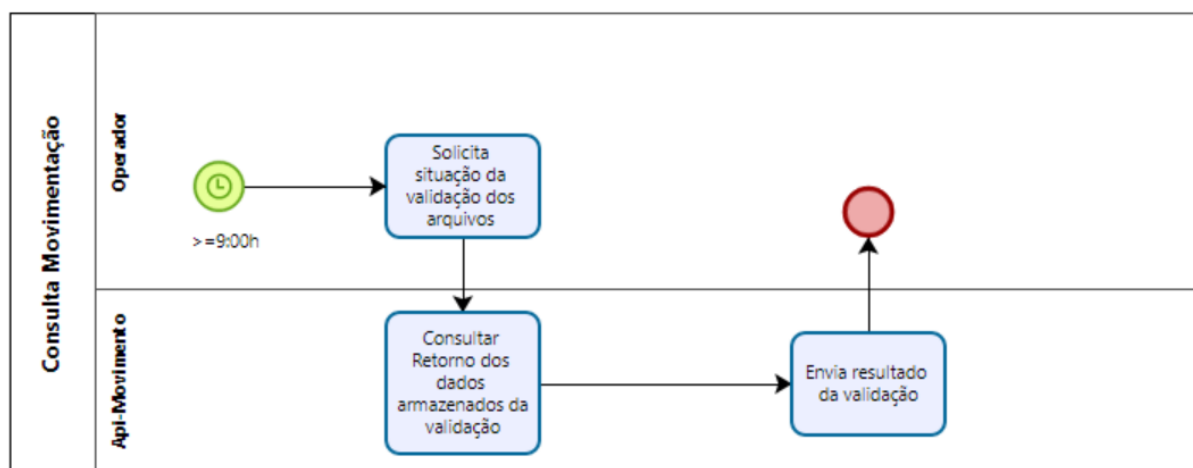 Consulta Movimentação
Operador
>=9:00h
Solicita
situação da
validação dos
arquivos
Api-Movimento
Consultar
Retorno dos
dados
armazenados da
validação
Envia resultado
da validação